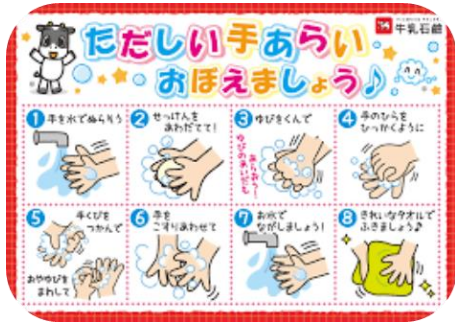 牛乳石鹼
ただしい手あらい
おぼえましょう♪
1 手を水でぬらそう
2 せっけんを
あわだてて!
3 ゆびをくんで
ゆびのあいだも
あらおう!
4 手のひらを
ひっかくように
5 手くびを
つかんで
おやゆびを
まわして
6 手を
こすりあわせて
7 お水で
ながしましょう!
8 きれいなタオルで
ふきましょう♪